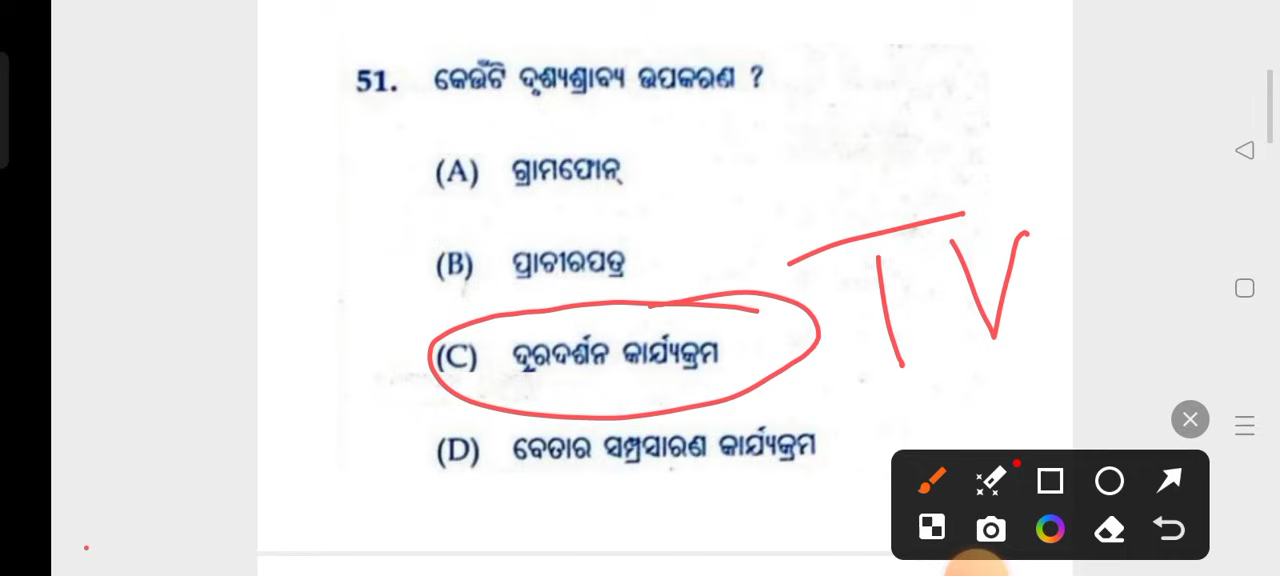 51. କେଉଁଟି ଦୃଶ୍ୟଶ୍ରାବ୍ୟ ଉପକରଣ ?
(A) ଗ୍ରାମଫୋନ୍
(B) ପ୍ରାଚୀରପତ୍ର
TV
(C) ଦୂରଦର୍ଶନ କାର୍ଯ୍ୟକ୍ରମ
(D) ବେତାର ସମ୍ପ୍ରସାରଣ କାର୍ଯ୍ୟକ୍ରମ